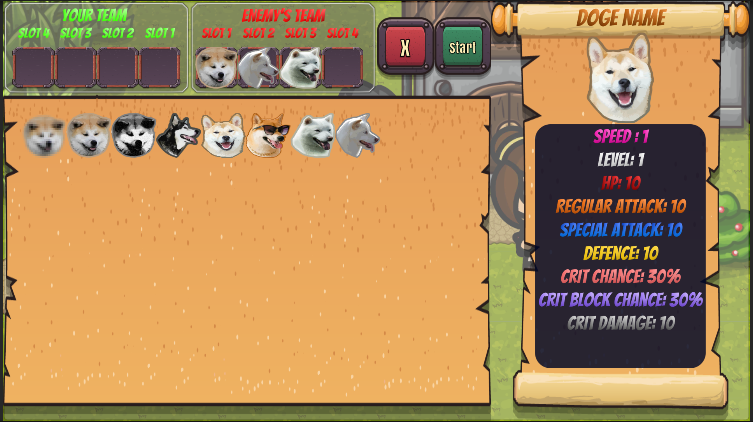 YOUR TEAM
SLOT 4 SLOT 3 SLOT 2 SLOT 1
ENEMY'S TEAM
SLOT 1 SLOT 2 SLOT 3 SLOT 4
X
Start
DOGE NAME
SPEED : 1
LEVEL: 1
HP: 10
REGULAR ATTACK: 10
SPECIAL ATTACK: 10
DEFENCE: 10
CRIT CHANCE: 30%
CRIT BLOCK CHANCE: 30%
CRIT DAMAGE: 10